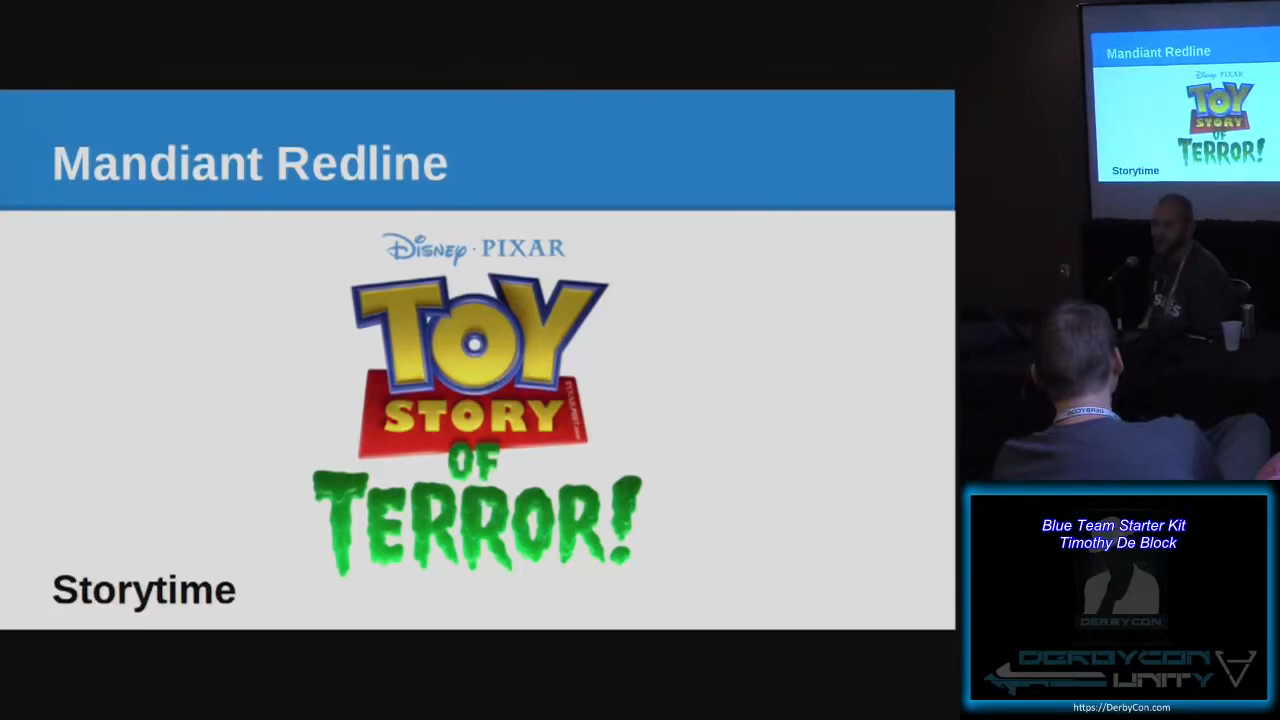 Mandiant Redline
DISNEY · PIXAR
TOY
STORY
OF
TERROR!
Storytime
Mandiant Redline
DISNEY · PIXAR
TOY
STORY
OF
TERROR!
Storytime
DERBYCON
Blue Team Starter Kit
Timothy De Block
DERBYCON
DERBYCON
UNITY
https://DerbyCon.com